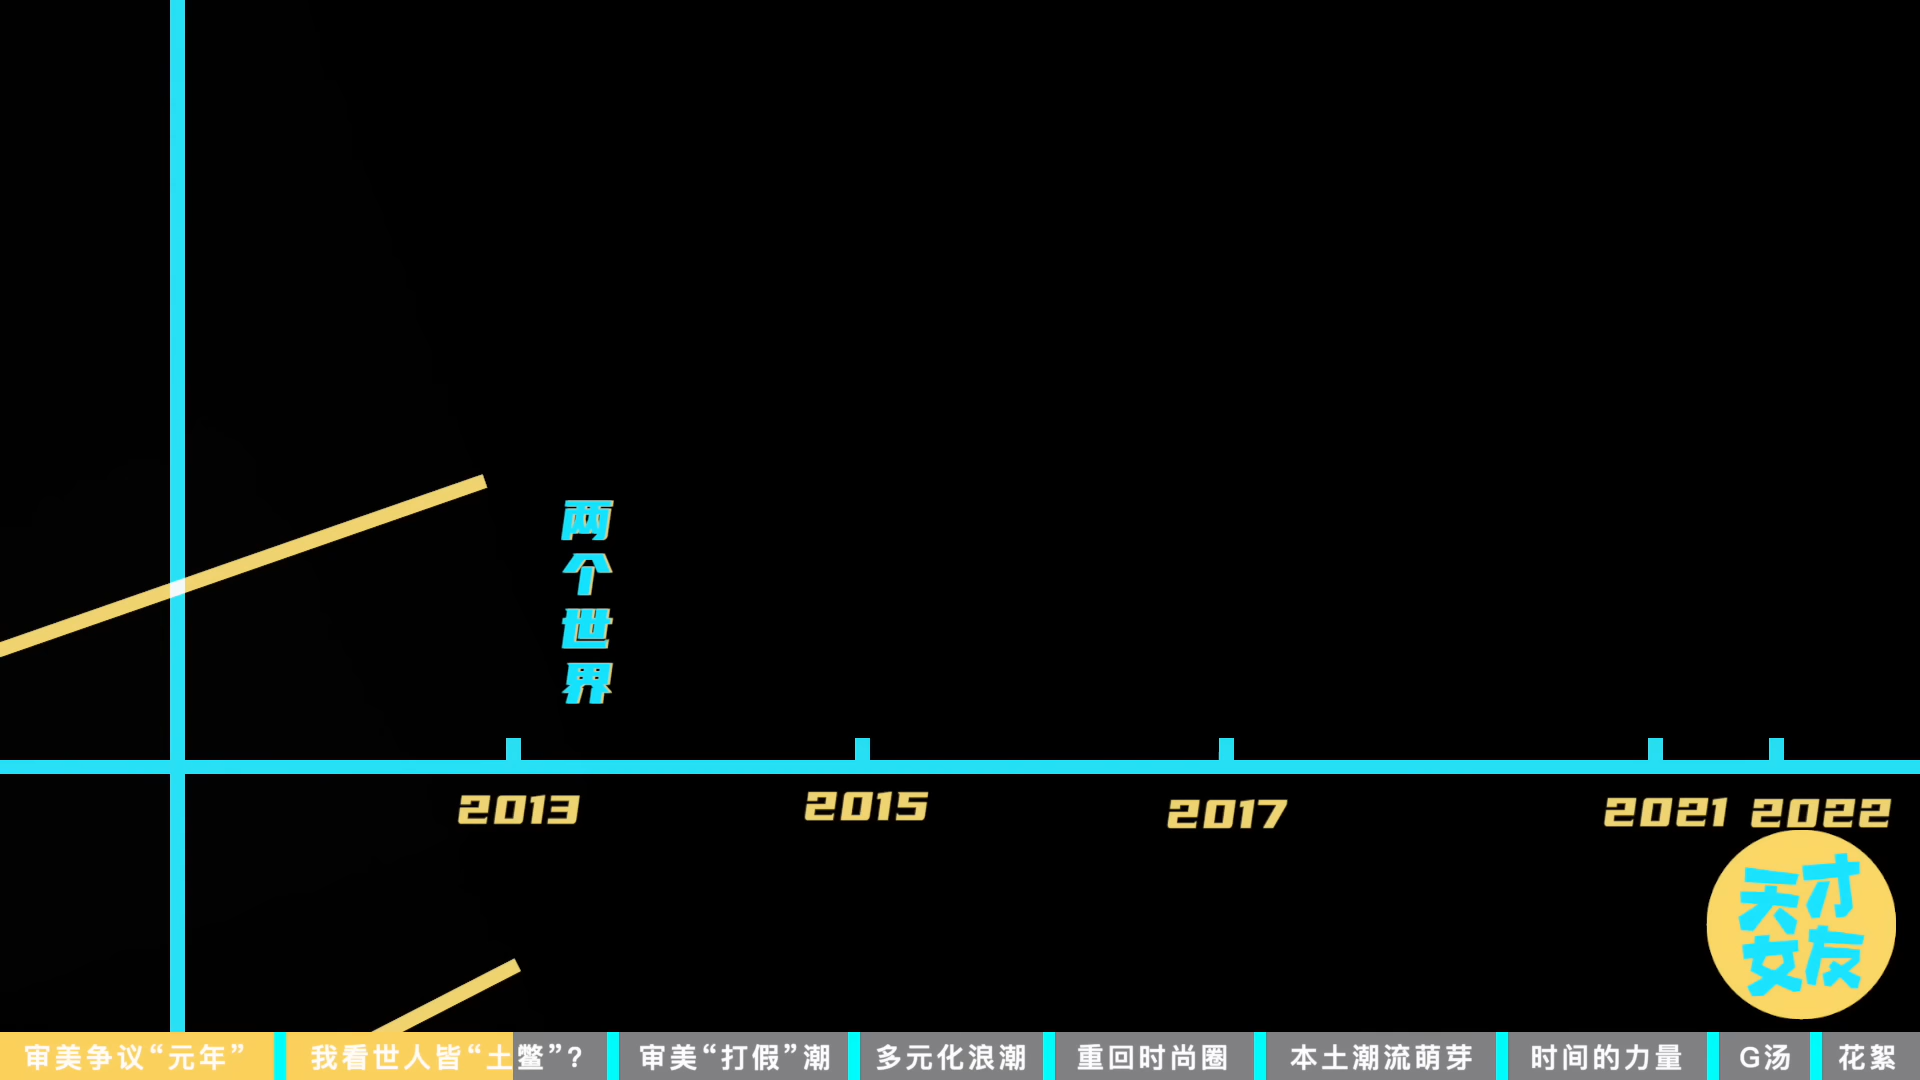 两个世界
2013
2015
2017
2021
2022
天才
女友
审美争议“元年”
我看世人皆“土鳖”?
审美“打假”潮
多元化浪潮
重回时尚圈
本土潮流萌芽
时间的力量
G汤
花絮